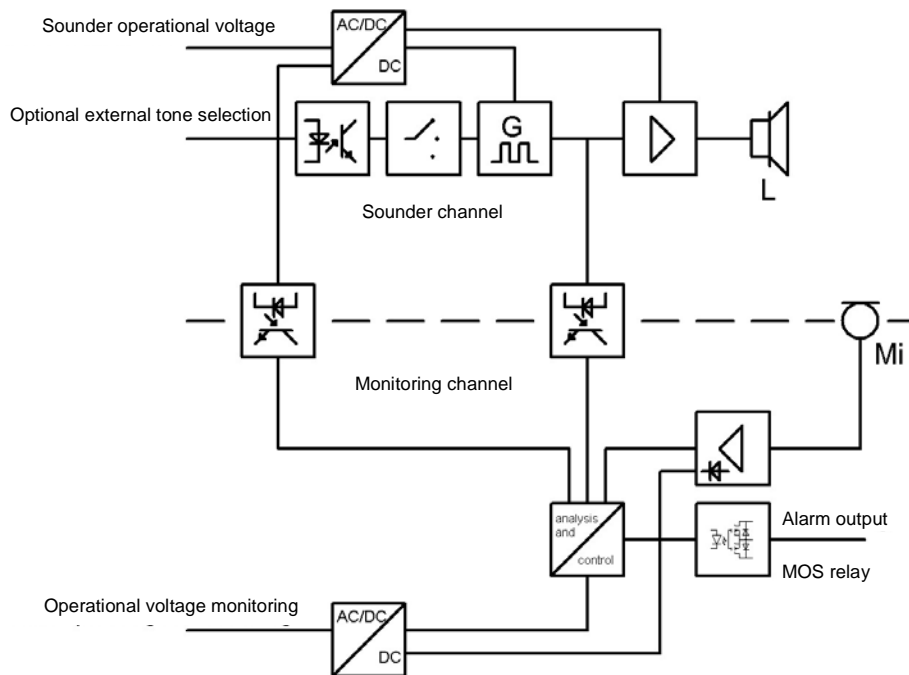 Sounder operational voltage
AC/DC
DC
Optional external tone selection
G
L
Sounder channel
Mi
Monitoring channel
analysis
and
control
Alarm output
MOS relay
Operational voltage monitoring
AC/DC
DC